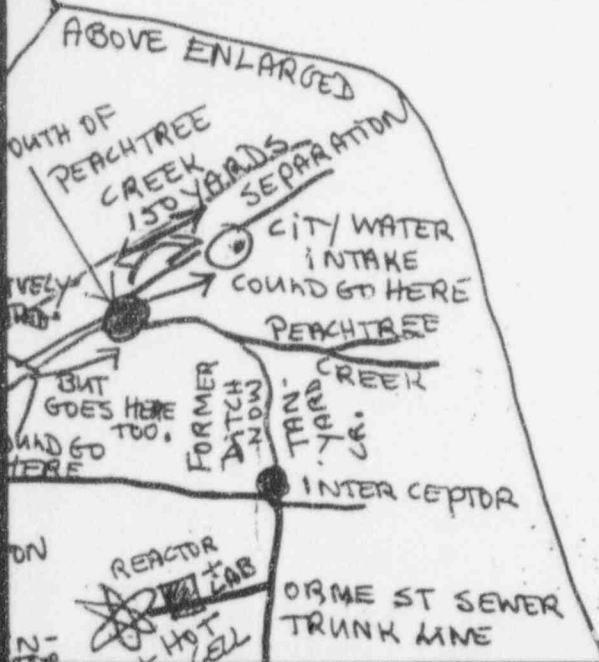 ABOVE ENLARGED
OUTH OF
PEACHTREE
CREEK
150 YARDS
SEPARATION
CITY WATER
INTAKE
COULD GO HERE
IVELY
PEACHTREE
CREEK
BUT
GOES HERE
TOO.
OULD GO
HERE
FORMER
DITCH
NOW
TAN-
YARD
CR.
INTERCEPTOR
ON
REACTOR
+ LAB
HOT
CELL
ORME ST SEWER
TRUNK LINE